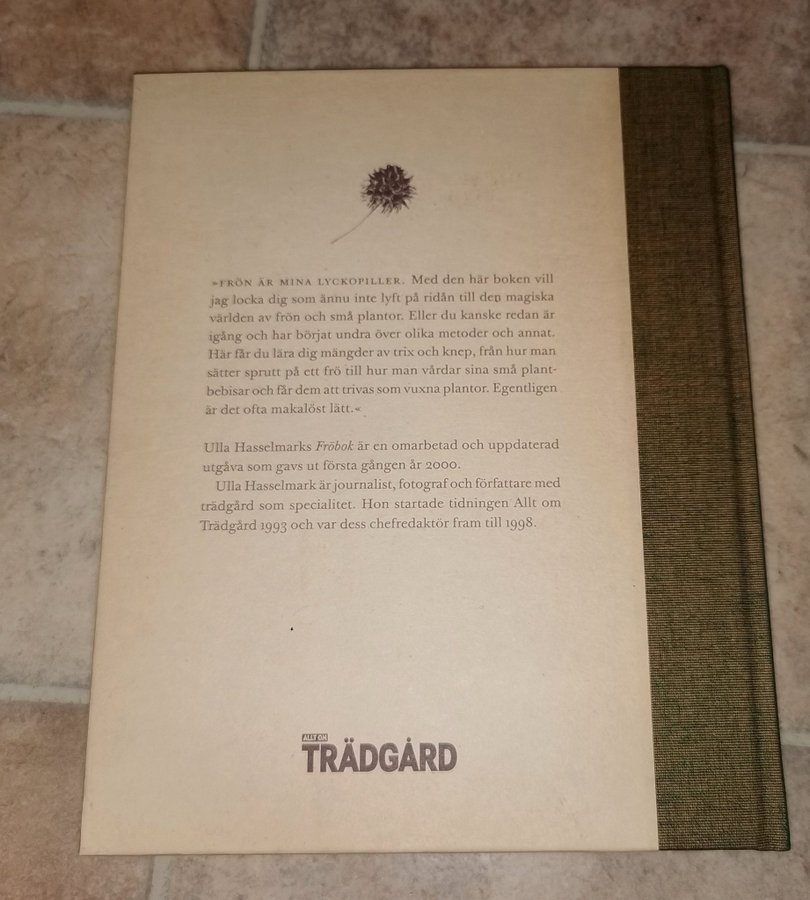 »FRÖN ÄR MINA LYCKOPILLER. Med den här boken vill
jag locka dig som ännu inte lyft på ridån till den magiska
världen av frön och små plantor. Eller du kanske redan är
igång och har börjat undra över olika metoder och annat.
Här får du lära dig mängder av trix och knep, från hur man
sätter sprutt på ett frö till hur man vårdar sina små plant-
bebisar och får dem att trivas som vuxna plantor. Egentligen
är det ofta makalöst lätt.«
Ulla Hasselmarks Fröbok är en omarbetad och uppdaterad
utgåva som gavs ut första gången år 2000.
Ulla Hasselmark är journalist, fotograf och författare med
trädgård som specialitet. Hon startade tidningen Allt om
Trädgård 1993 och var dess chefredaktör fram till 1998.
ALLT OM
TRÄDGÅRD